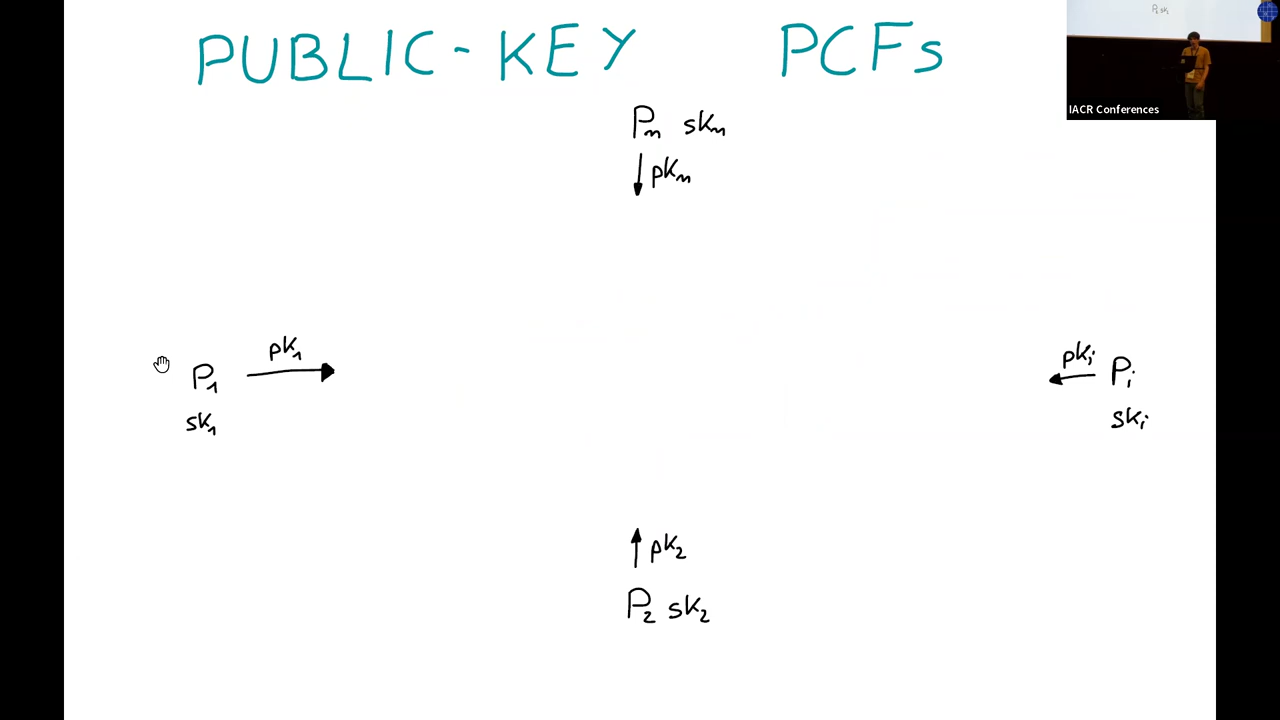 PUBLIC-KEY PCFs
IACR Conferences
Pn skn
pkn
pk1
P1
sk1
pki
Pi
ski
pk2
P2 sk2